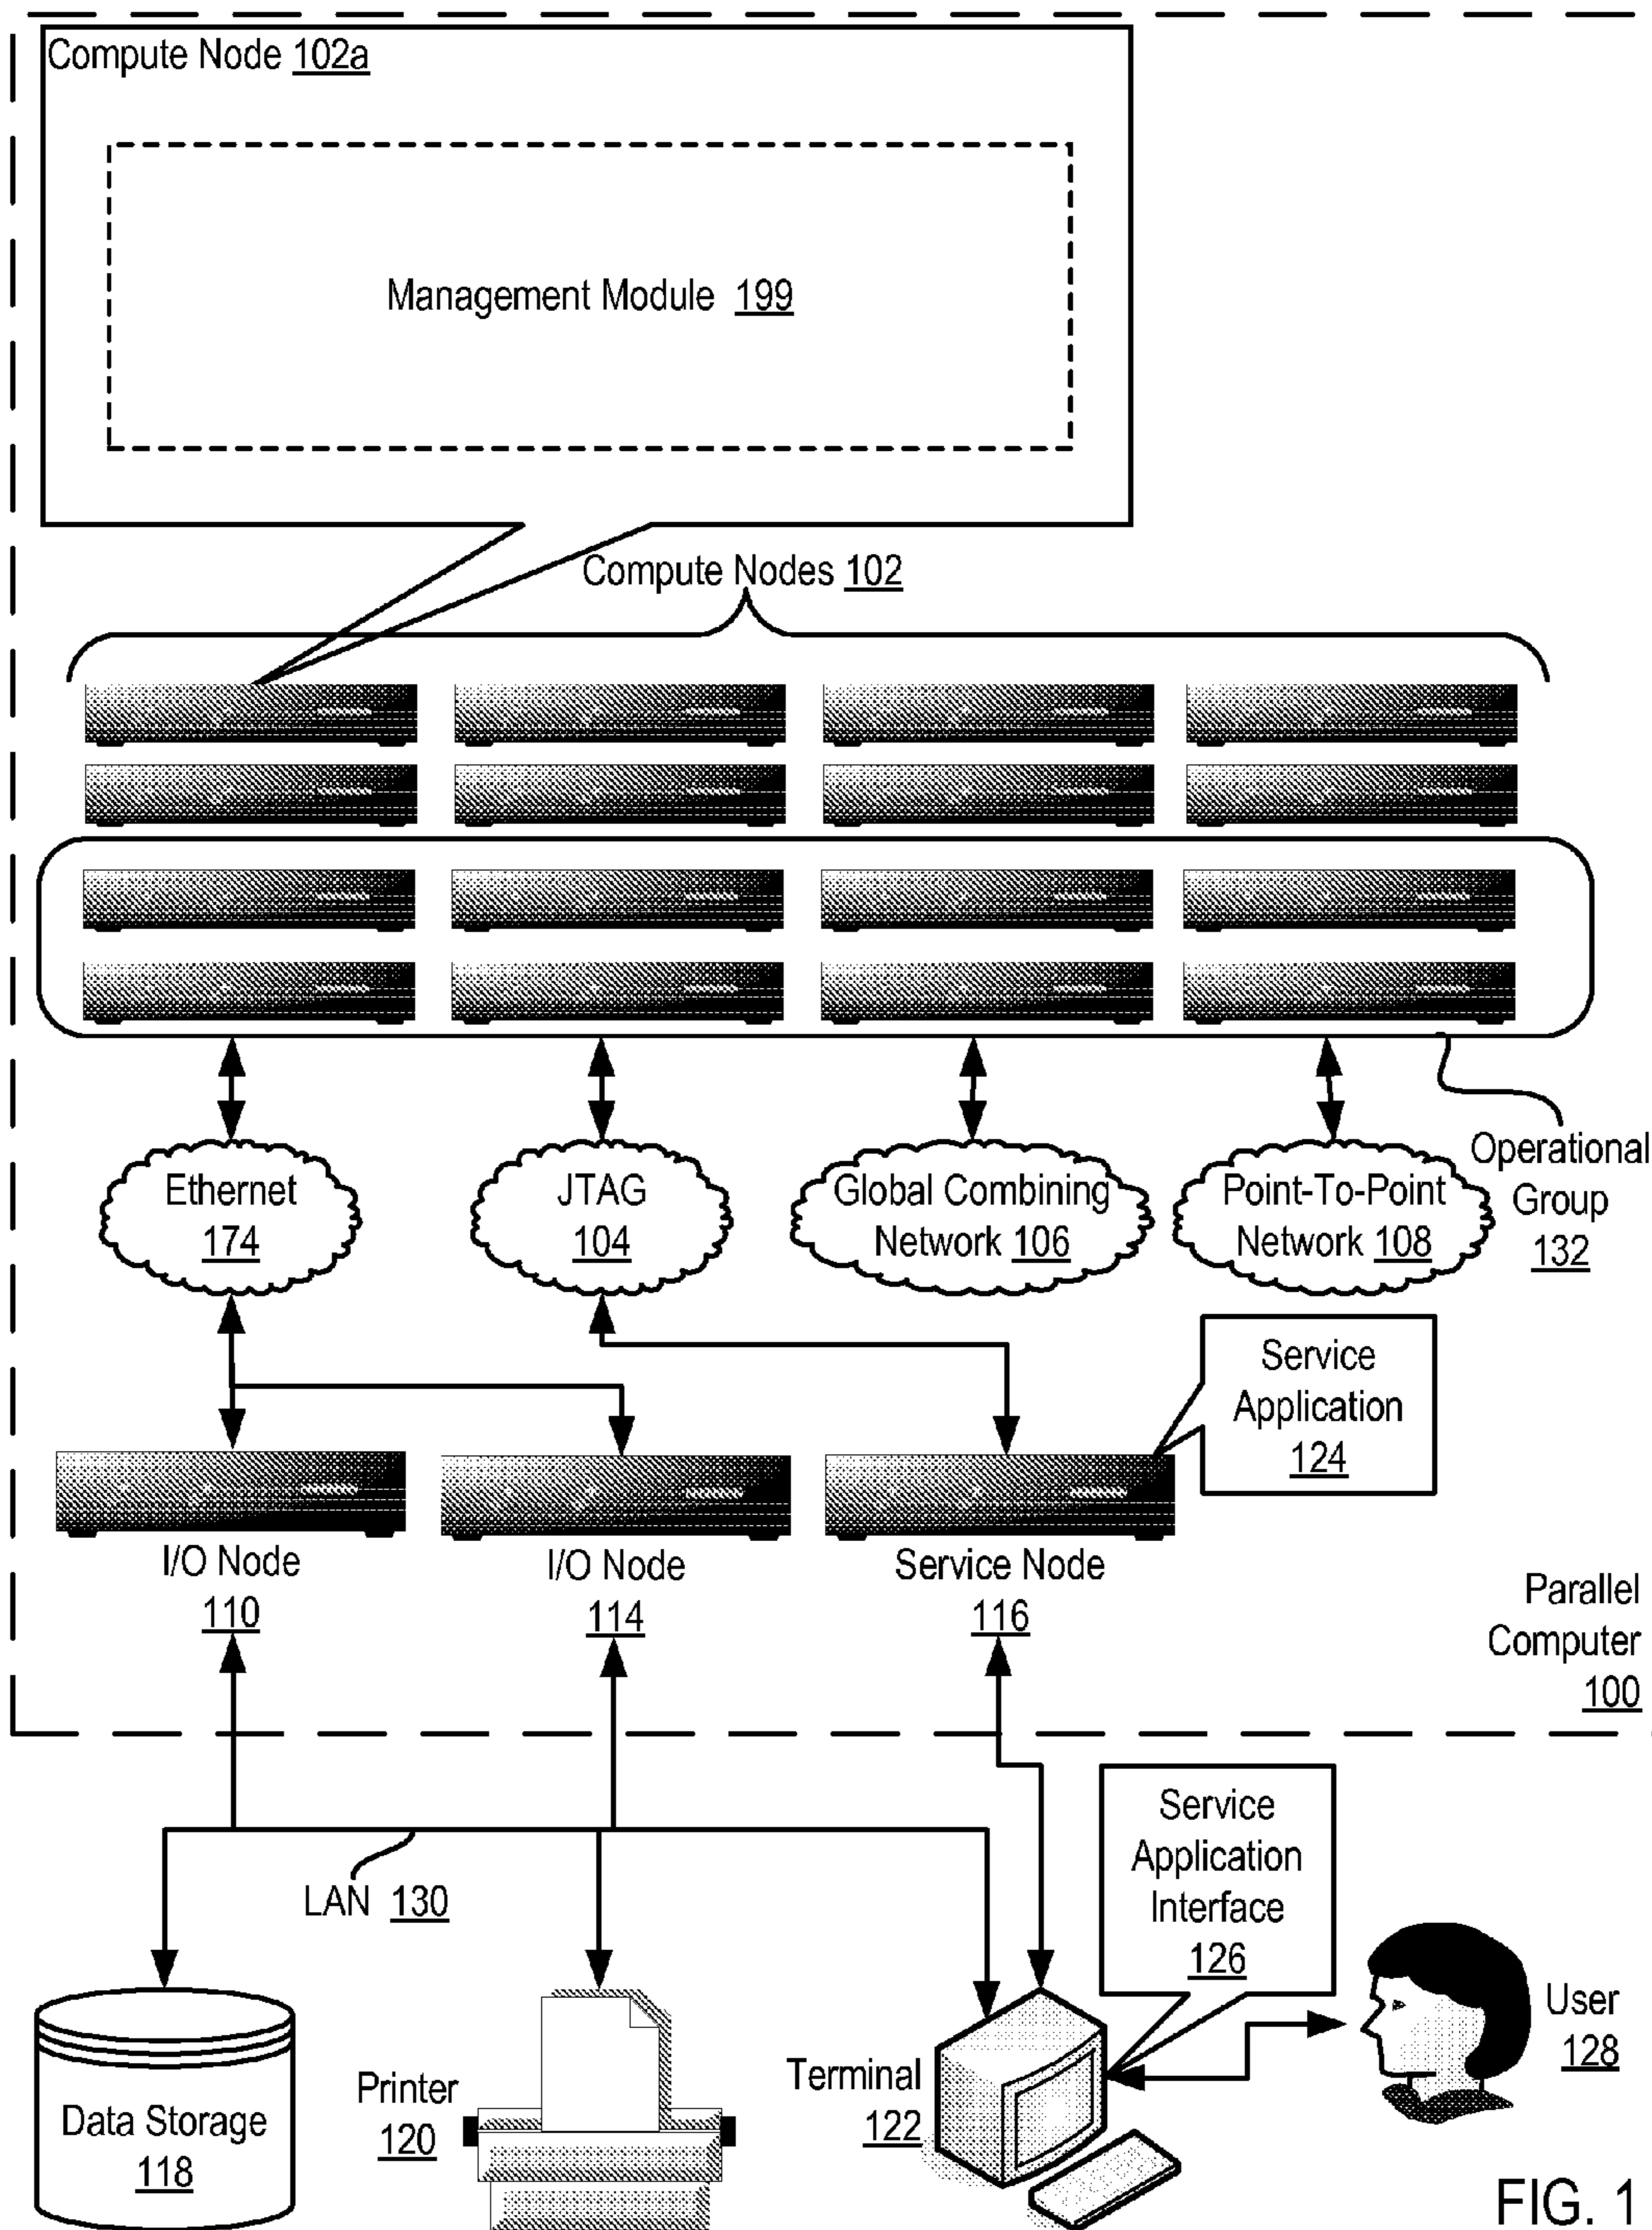 Compute Node 102a
Management Module 199
Compute Nodes 102
Ethernet
174
JTAG
104
Global Combining
Network 106
Point-To-Point
Network 108
Operational
Group
132
Service
Application
124
I/O Node
110
I/O Node
114
Service Node
116
Parallel
Computer
100
LAN 130
Service
Application
Interface
126
Data Storage
118
Printer
120
Terminal
122
User
128
FIG. 1